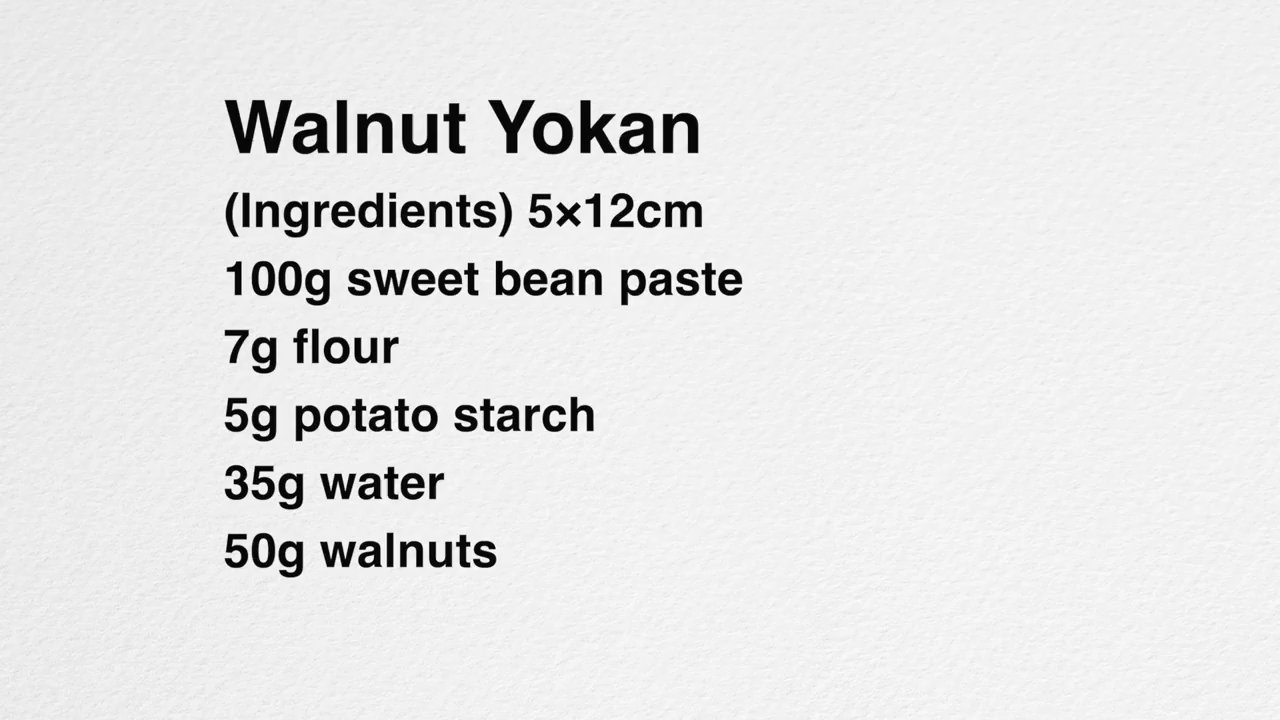 Walnut Yokan
(Ingredients) 5×12cm
100g sweet bean paste
7g flour
5g potato starch
35g water
50g walnuts